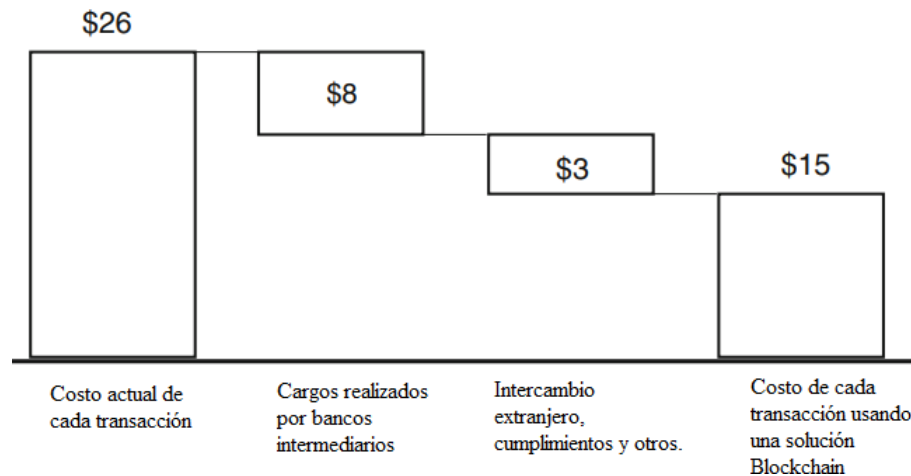 $26
$8
$3
$15
Costo actual de
cada transacción
Cargos realizados
por bancos
intermediarios
Intercambio
extranjero,
cumplimientos y otros.
Costo de cada
transacción usando
una solución
Blockchain